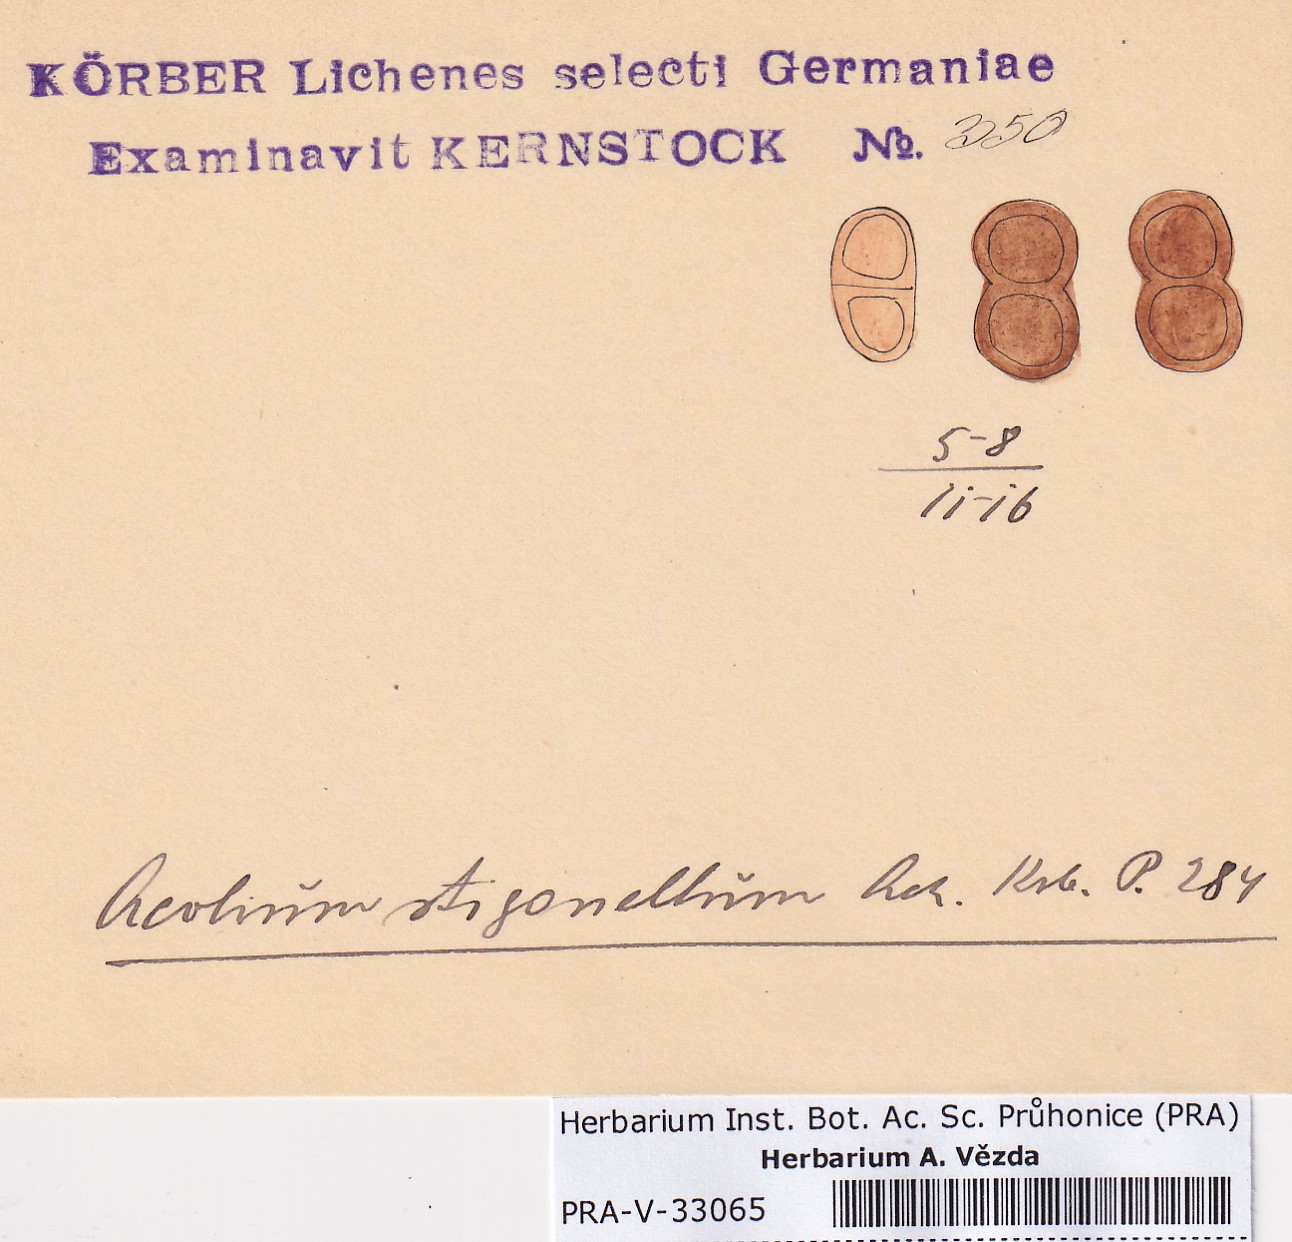 KÖRBER Lichenes selecti Germaniae
Examinavit KERNSTOCK No. 350
5-8
11-16
Acolium stigonellum Ach. Krb. P. 284
Herbarium Inst. Bot. Ac. Sc. Průhonice (PRA)
Herbarium A. Vězda
PRA-V-33065